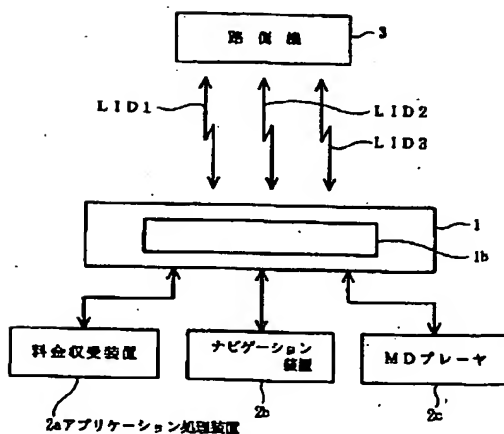 路側機
3
LID1
LID2
LID3
1
1b
料金収受装置
ナビゲーション
装置
MDプレーヤ
2aアプリケーション処理装置
2b
2c